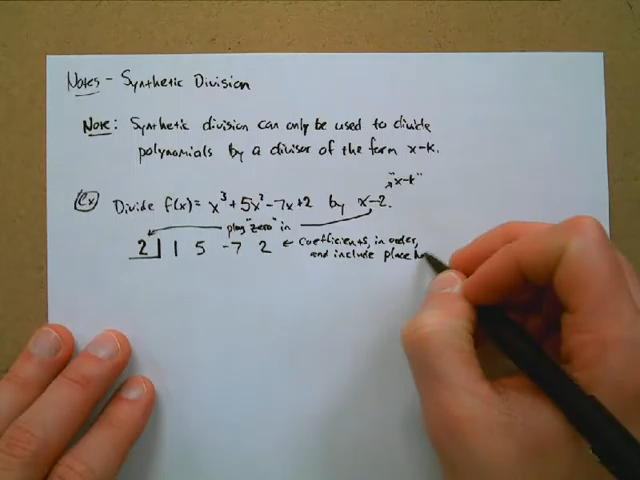 Notes - Synthetic Division
Note: Synthetic division can only be used to divide
polynomials by a divisor of the form x-k.
"x-k"
Ex Divide f(x)= x³+5x²-7x+2 by x-2.
plug "zero" in
2 1 5 -7 2 ← coefficients, in order,
and include place ho